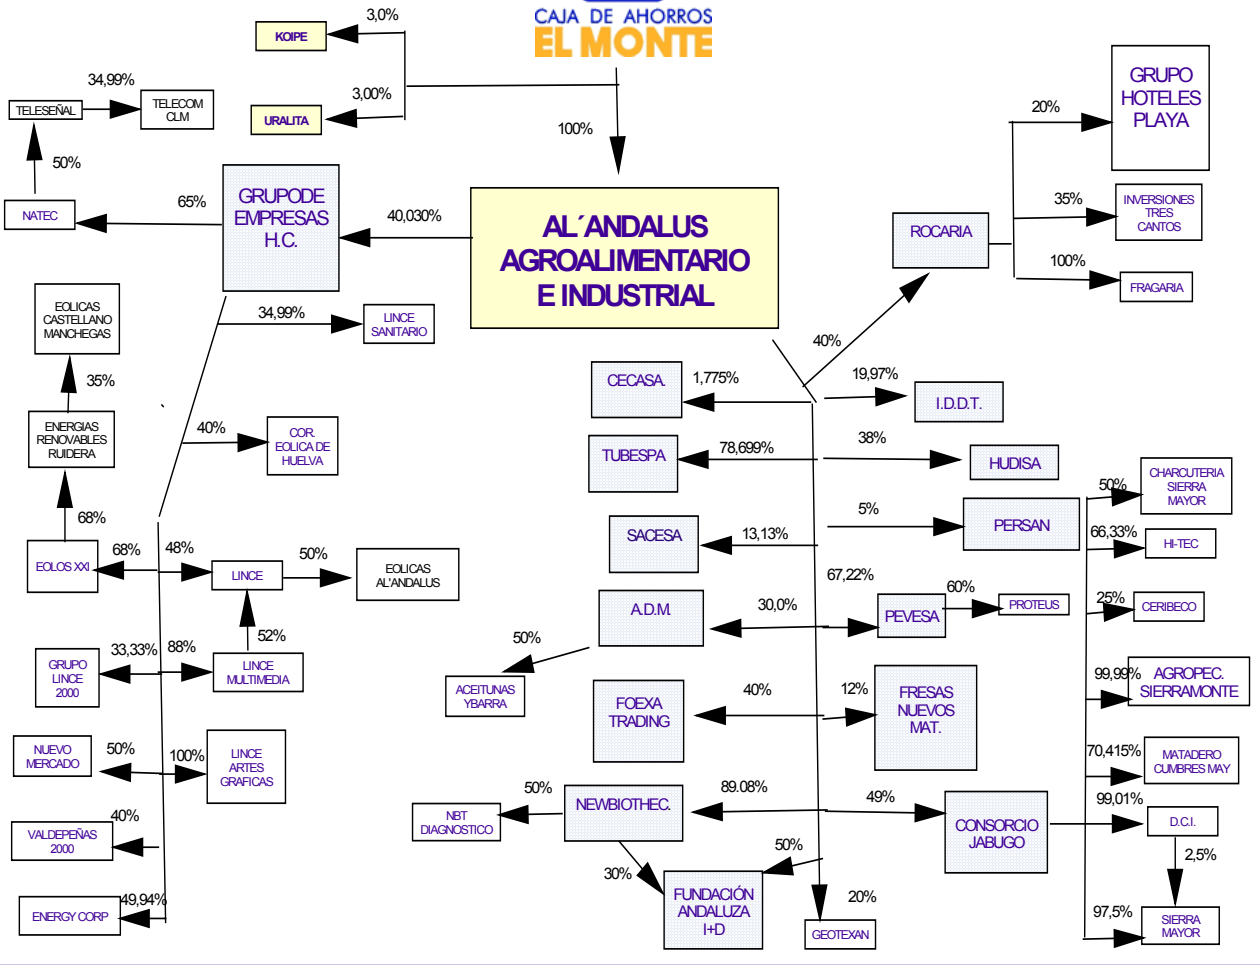 CAJA DE AHORROS
EL MONTE
3,0%
KOIPE
3,00%
URALITA
100%
34,99%
TELESEÑAL
TELECOM
CLM
50%
NATEC
65%
GRUPODE
EMPRESAS
H.C.
40,030%
AL´ANDALUS
AGROALIMENTARIO
E INDUSTRIAL
ROCARIA
20%
GRUPO
HOTELES
PLAYA
35%
INVERSIONES
TRES
CANTOS
100%
FRAGARIA
40%
34,99%
LINCE
SANITARIO
EOLICAS
CASTELLANO
MANCHEGAS
35%
ENERGIAS
RENOVABLES
RUIDERA
40%
COR.
EOLICA DE
HUELVA
68%
EOLOS XXI
68%
48%
LINCE
50%
EOLICAS
AL'ANDALUS
52%
GRUPO
LINCE
2000
33,33%
88%
LINCE
MULTIMEDIA
NUEVO
MERCADO
50%
100%
LINCE
ARTES
GRAFICAS
VALDEPEÑAS
2000
40%
ENERGY CORP
49,94%
CECASA.
1,775%
19,97%
I.D.D.T.
TUBESPA
78,699%
38%
HUDISA
SACESA
13,13%
5%
PERSAN
A.D.M.
30,0%
67,22%
PEVESA
60%
PROTEUS
50%
ACEITUNAS
YBARRA
FOEXA
TRADING
40%
12%
FRESAS
NUEVOS
MAT.
NBT
DIAGNOSTICO
50%
NEWBIOTHEC.
89.08%
49%
CONSORCIO
JABUGO
30%
50%
FUNDACIÓN
ANDALUZA
I+D
20%
GEOTEXAN
50%
CHARCUTERIA
SIERRA
MAYOR
66,33%
HI-TEC
25%
CERIBECO
99,99%
AGROPEC.
SIERRAMONTE
70,415%
MATADERO
CUMBRES MAY
99,01%
D.C.I.
2,5%
97,5%
SIERRA
MAYOR